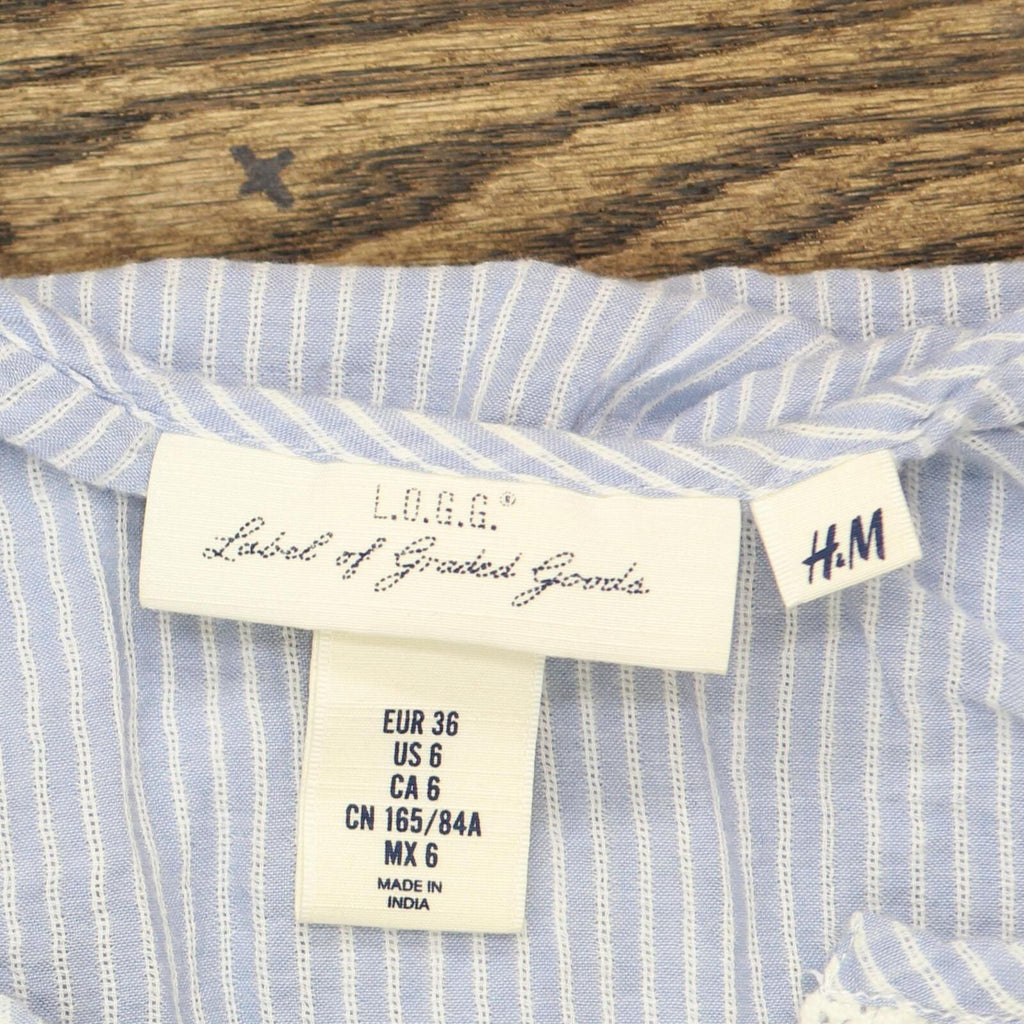 L.O.G.G.®
Label of Graded Goods
H&M
EUR 36
US 6
CA 6
CN 165/84A
MX 6
MADE IN
INDIA